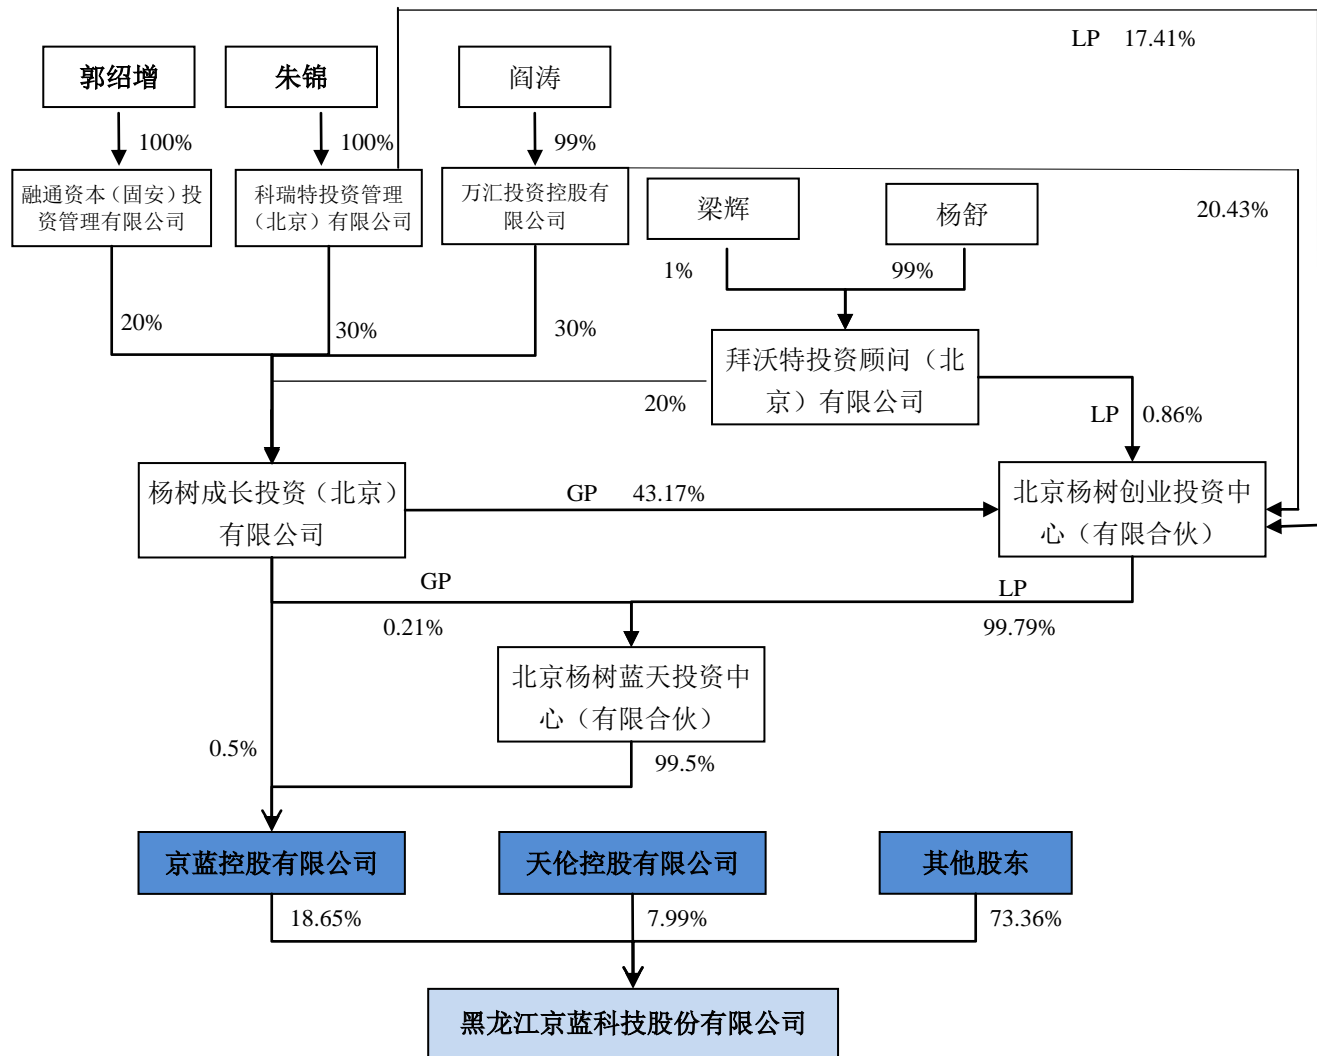 LP 17.41%
郭绍增
朱锦
阎涛
100%
100%
99%
融通资本（固安）投
资管理有限公司
科瑞特投资管理
（北京）有限公司
万汇投资控股有
限公司
梁辉
杨舒
20.43%
1%
99%
20%
30%
30%
拜沃特投资顾问（北
京）有限公司
20%
LP 0.86%
杨树成长投资（北京）
有限公司
GP 43.17%
北京杨树创业投资中
心（有限合伙）
GP
LP
0.21%
99.79%
北京杨树蓝天投资中
心（有限合伙）
0.5%
99.5%
京蓝控股有限公司
天伦控股有限公司
其他股东
18.65%
7.99%
73.36%
黑龙江京蓝科技股份有限公司